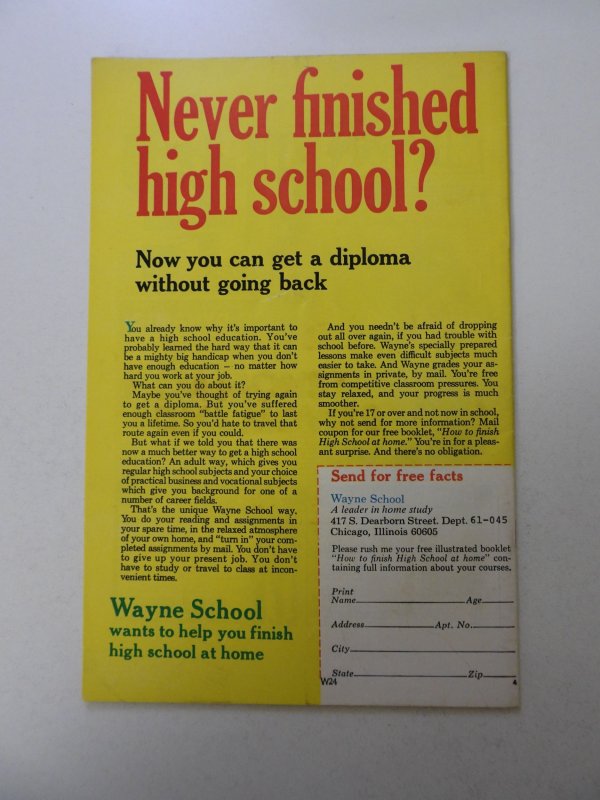 Never finished
high school?
Now you can get a diploma
without going back
You already know why it's important to
have a high school education. You've
probably learned the hard way that it can
be a mighty big handicap when you don't
have enough education – no matter how
hard you work at your job.
What can you do about it?
Maybe you've thought of trying again
to get a diploma. But you've suffered
enough classroom "battle fatigue" to last
you a lifetime. So you'd hate to travel that
route again even if you could.
But what if we told you that there was
now a much better way to get a high school
education? An adult way, which gives you
regular high school subjects and your choice
of practical business and vocational subjects
which give you background for one of a
number of career fields.
That's the unique Wayne School way.
You do your reading and assignments in
your spare time, in the relaxed atmosphere
of your own home, and "turn in" your com-
pleted assignments by mail. You don't have
to give up your present job. You don't
have to study or travel to class at incon-
venient times.
Wayne School
wants to help you finish
high school at home
And you needn't be afraid of dropping
out all over again, if you had trouble with
school before. Wayne's specially prepared
lessons make even difficult subjects much
easier to take. And Wayne grades your as-
signments in private, by mail. You're free
from competitive classroom pressures. You
stay relaxed, and your progress is much
smoother.
If you're 17 or over and not now in school,
why not send for more information? Mail
coupon for our free booklet, "How to finish
High School at home." You're in for a pleas-
ant surprise. And there's no obligation.
Send for free facts
Wayne School
A leader in home study
417 S. Dearborn Street. Dept. 61-045
Chicago, Illinois 60605
Please rush me your free illustrated booklet
"How to finish High School at home" con-
taining full information about your courses.
Print
Name Age
Address Apt. No.
City
State Zip
W24 4